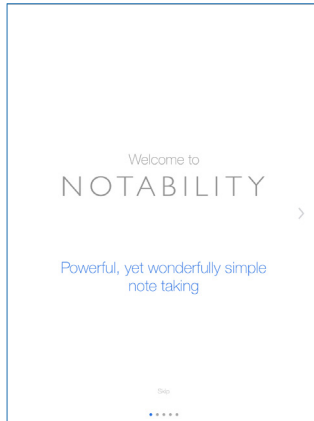 Welcome to
NOTABILITY
Powerful, yet wonderfully simple
note taking
Skip